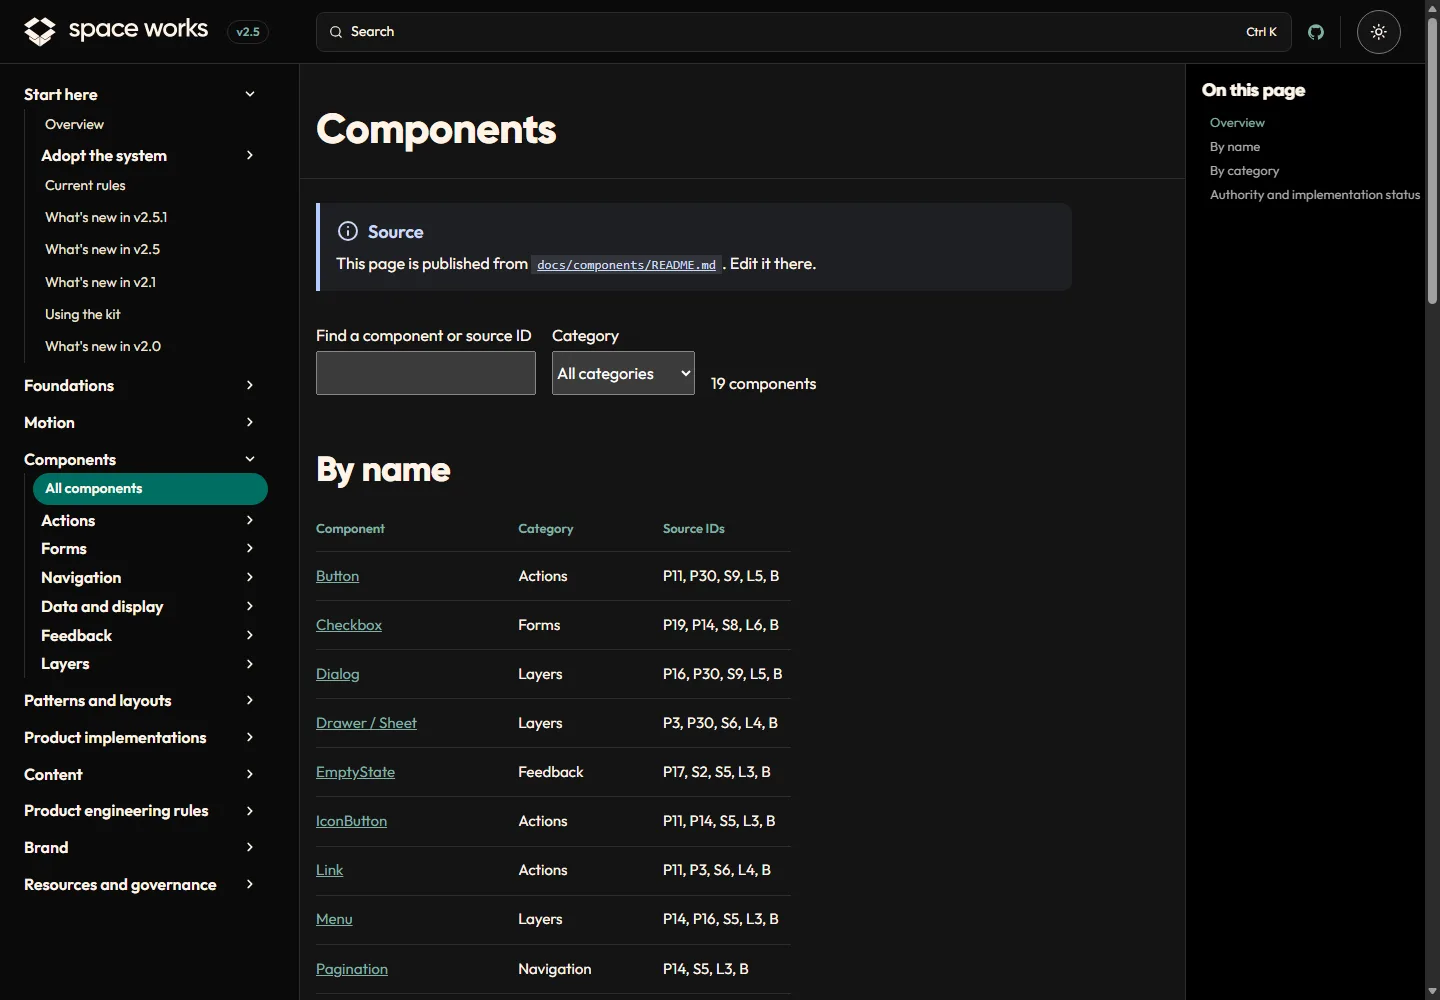 space works
v2.5
Search
Ctrl K
Start here
Overview
Adopt the system
Current rules
What's new in v2.5.1
What's new in v2.5
What's new in v2.1
Using the kit
What's new in v2.0
Foundations
Motion
Components
All components
Actions
Forms
Navigation
Data and display
Feedback
Layers
Patterns and layouts
Product implementations
Content
Product engineering rules
Brand
Resources and governance
Components
Source
This page is published from docs/components/README.md . Edit it there.
Find a component or source ID
Category
All categories
19 components
By name
Component Category Source IDs
Button Actions P11, P30, S9, L5, B
Checkbox Forms P19, P14, S8, L6, B
Dialog Layers P16, P30, S9, L5, B
Drawer / Sheet Layers P3, P30, S6, L4, B
EmptyState Feedback P17, S2, S5, L3, B
IconButton Actions P11, P14, S5, L3, B
Link Actions P11, P3, S6, L4, B
Menu Layers P14, P16, S5, L3, B
Pagination Navigation P14, S5, L3, B
On this page
Overview
By name
By category
Authority and implementation status